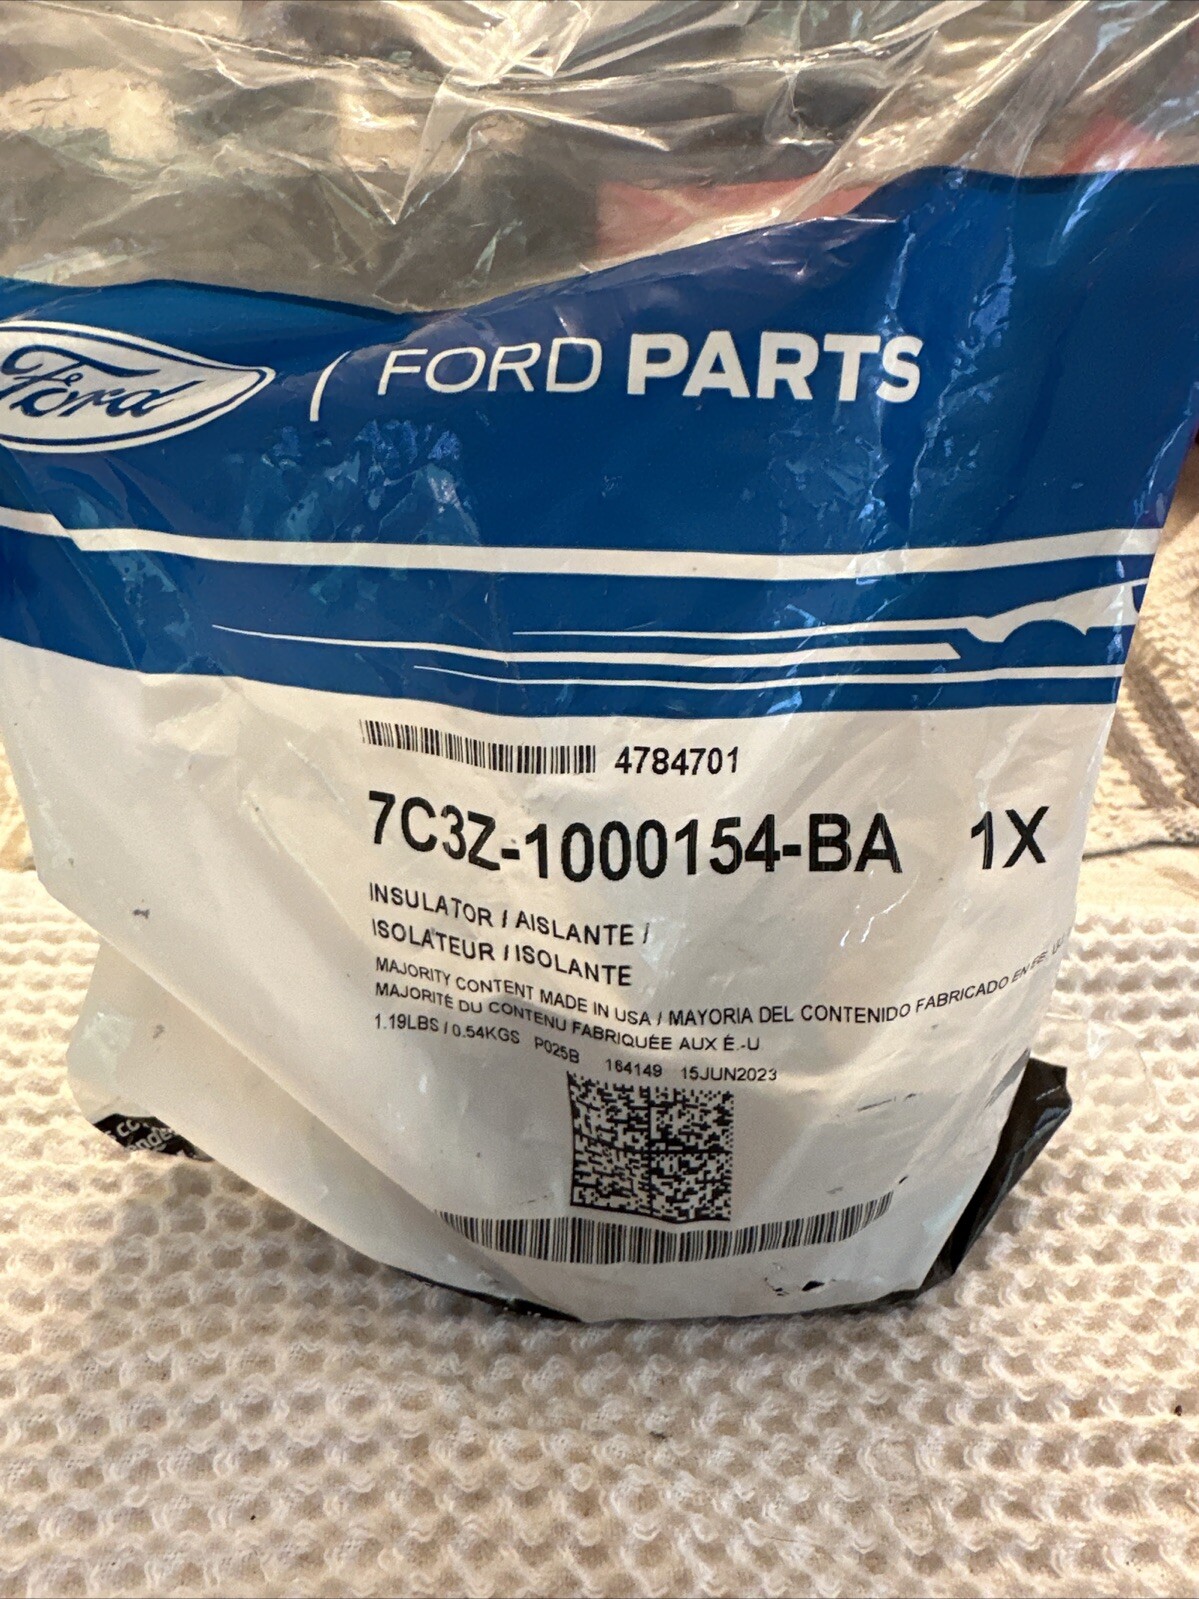 Ford
FORD PARTS
4784701
7C3Z-1000154-BA 1X
INSULATOR / AISLANTE /
ISOLATEUR / ISOLANTE
MAJORITY CONTENT MADE IN USA / MAYORIA DEL CONTENIDO FABRICADO EN
MAJORITÉ DU CONTENU FABRIQUÉE AUX É.-U.
1.19LBS / 0.54KGS P025B 164149 15JUN2023